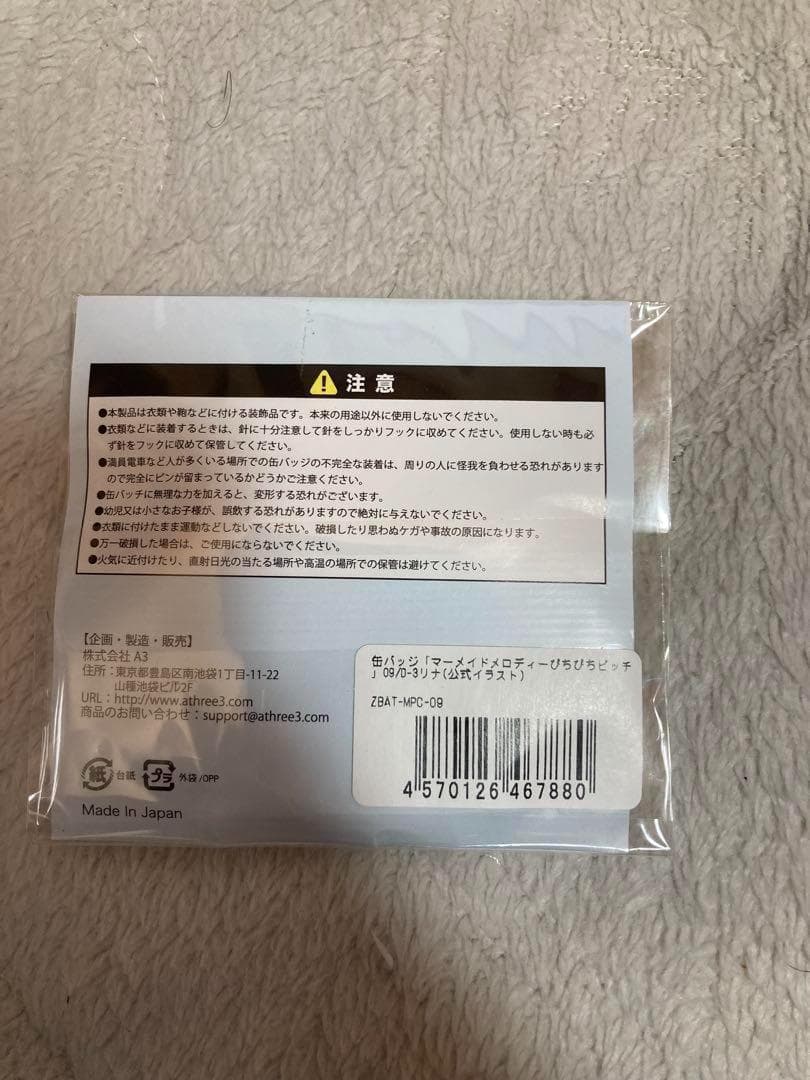 注意
●本製品は衣類や鞄などに付ける装飾品です。本来の用途以外に使用しないでください。
●衣類などに装着するときは、針に十分注意して針をしっかりフックに収めてください。使用しない時も必
ず針をフックに収めて保管してください。
●満員電車など人が多くいる場所での缶バッジの不完全な装着は、周りの人に怪我を負わせる恐れがあります
ので完全にピンが留まっているかどうかご注意ください。
●缶バッチに無理な力を加えると、変形する恐れがございます。
●幼児又は小さなお子様が、誤飲する恐れがありますので絶対に与えないでください。
●衣類に付けたまま運動などしないでください。破損したり思わぬケガや事故の原因になります。
●万一破損した場合は、ご使用にならないでください。
●火気に近付けたり、直射日光の当たる場所や高温の場所での保管は避けてください。
【企画・製造・販売】
株式会社 A3
住所：東京都豊島区南池袋1丁目-11-22
山種池袋ビル2F
URL：http://www.athree3.com
商品のお問い合わせ：support@athree3.com
紙 台紙 プラ 外袋/OPP
Made In Japan
缶バッジ「マーメイドメロディーぴちぴちピッチ
」09/D-3リナ(公式イラスト)
ZBAT-MPC-09
4 570126 467880